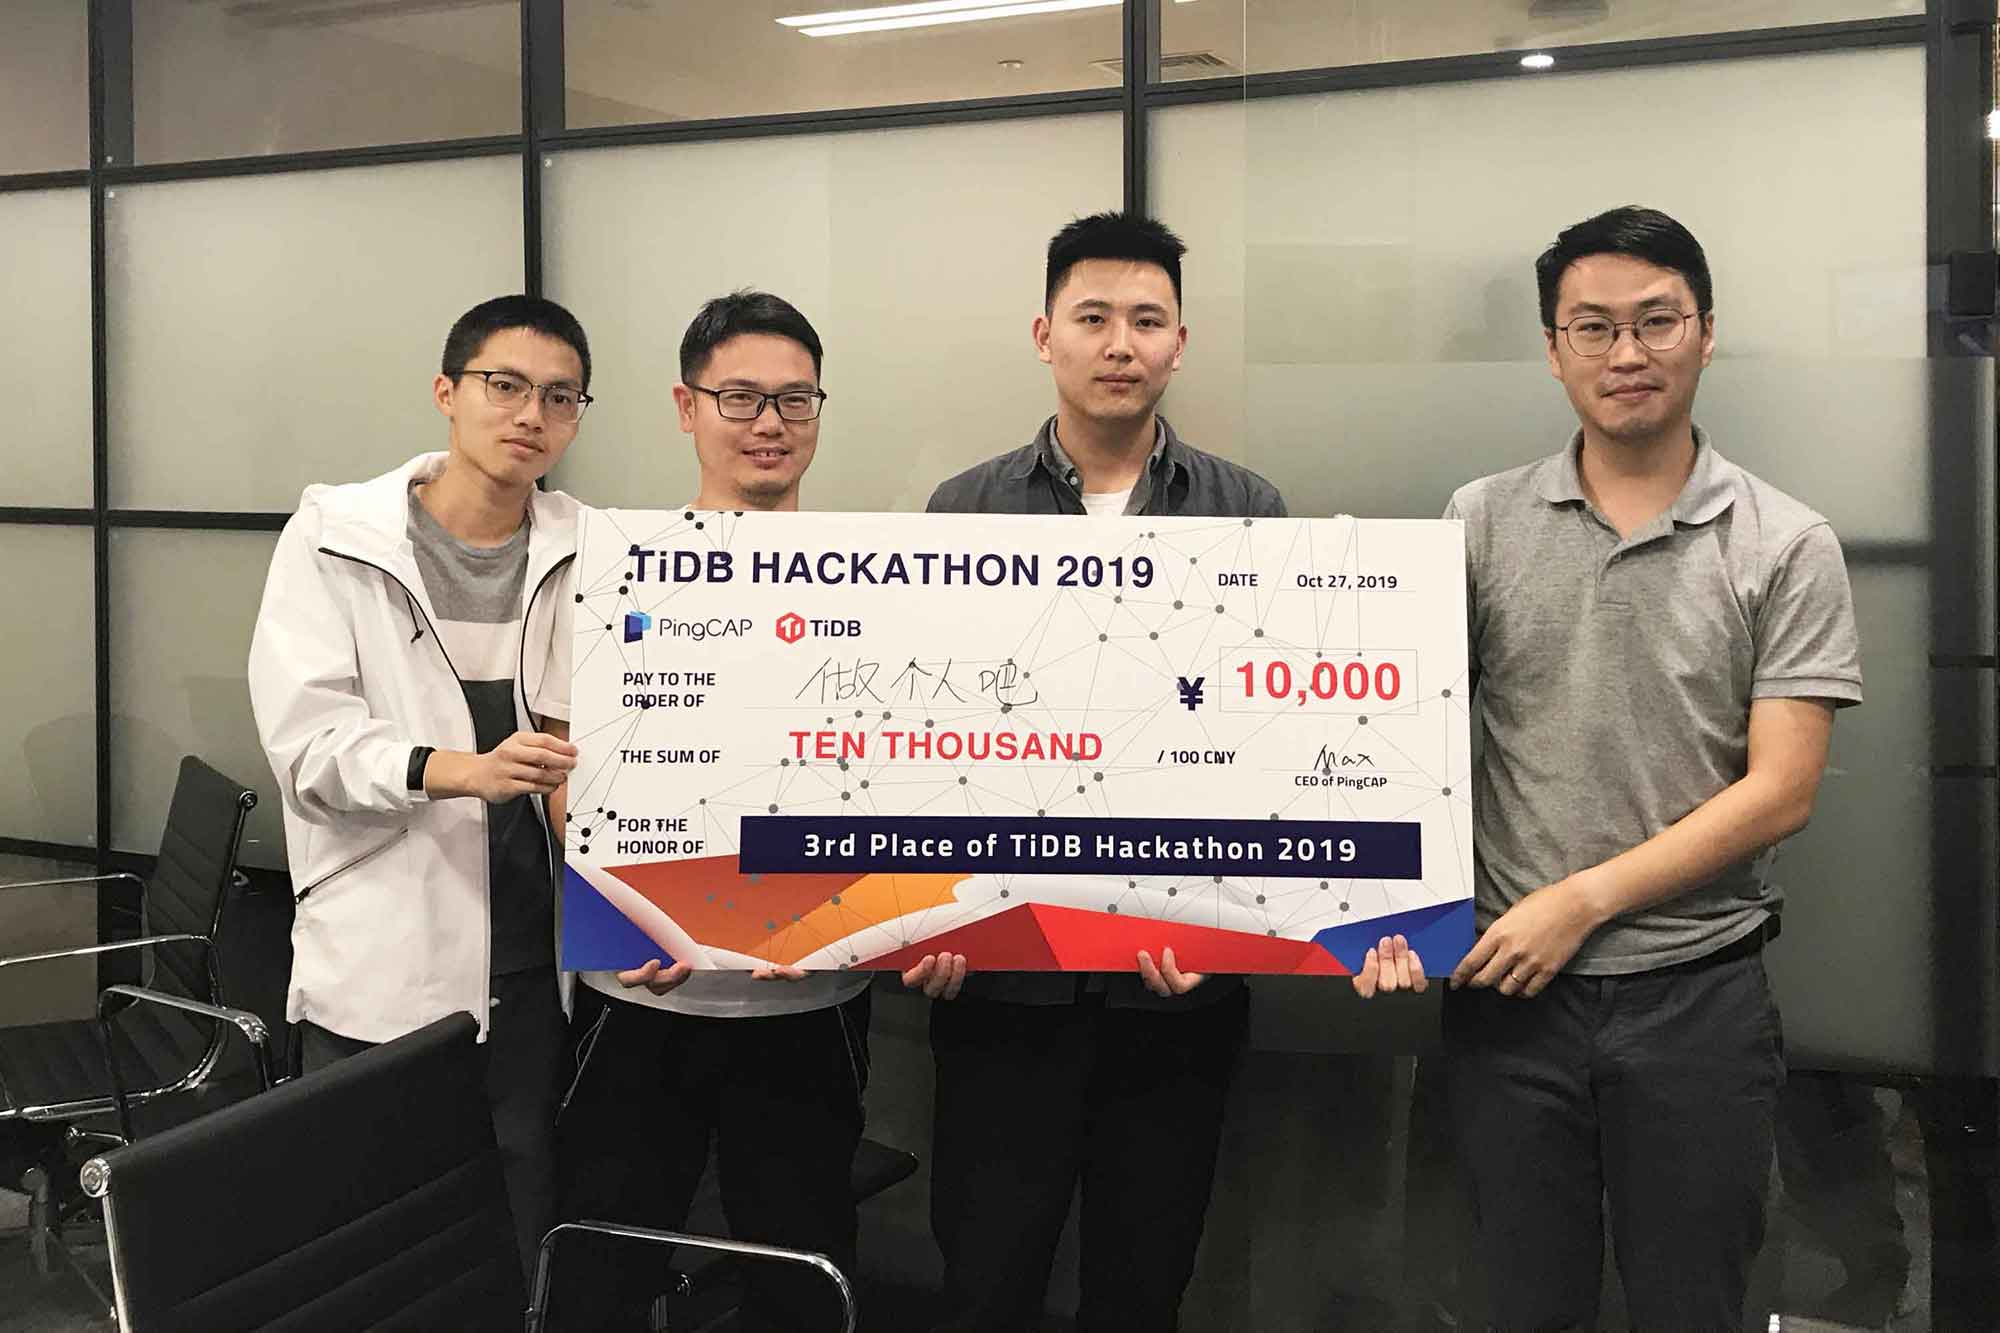 TiDB HACKATHON 2019
DATE Oct 27, 2019
PingCAP TiDB
PAY TO THE
ORDER OF
做个人吧
¥ 10,000
THE SUM OF TEN THOUSAND / 100 CNY
Max
CEO of PingCAP
FOR THE
HONOR OF
3rd Place of TiDB Hackathon 2019